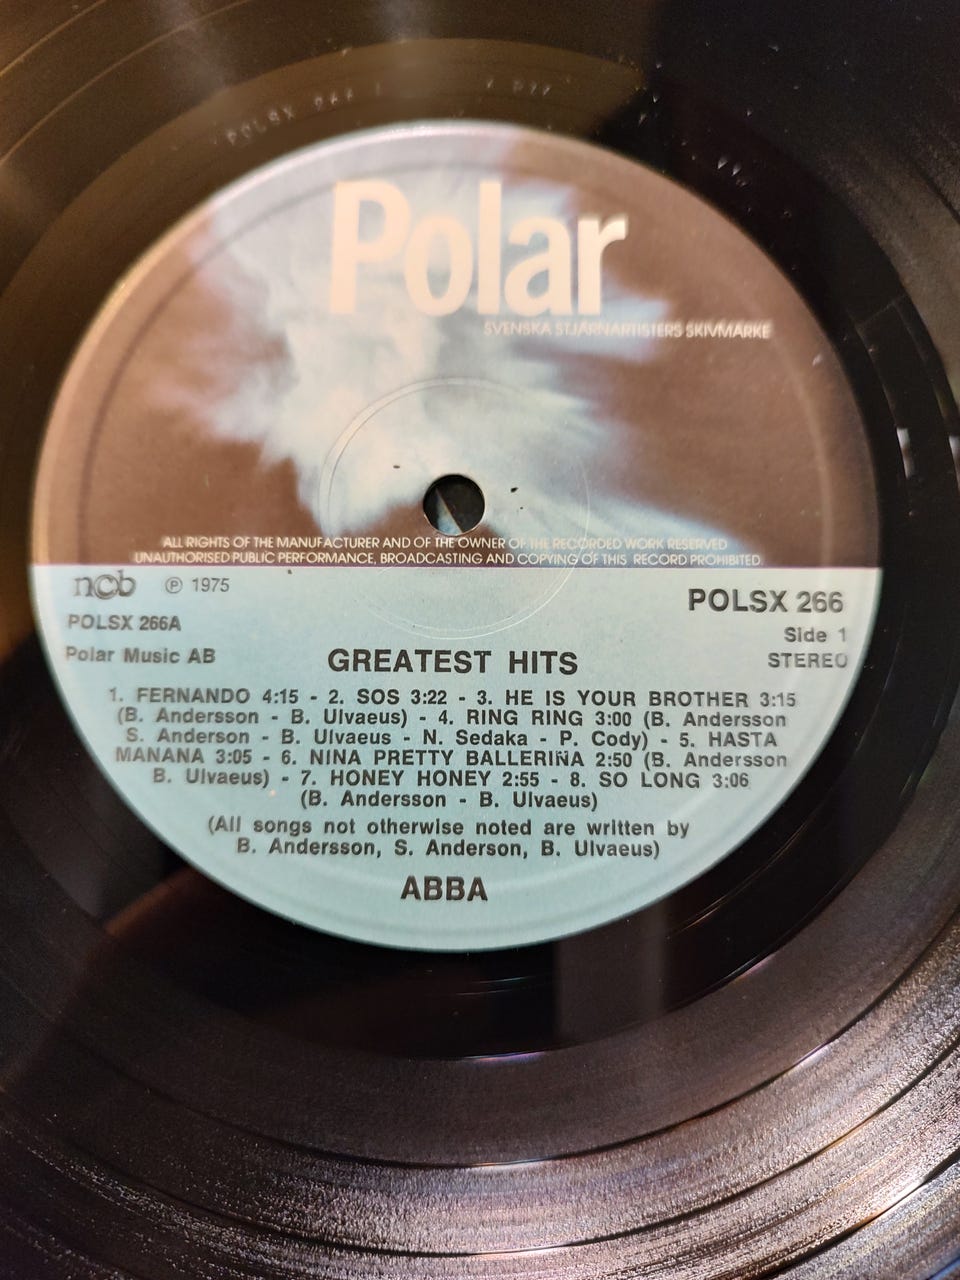 POLSX 266
Polar
SVENSKA STJÄRNARTISTERS SKIVMÄRKE
ALL RIGHTS OF THE MANUFACTURER AND OF THE OWNER OF THE RECORDED WORK RESERVED
UNAUTHORISED PUBLIC PERFORMANCE, BROADCASTING AND COPYING OF THIS RECORD PROHIBITED
ncb ℗ 1975
POLSX 266
POLSX 266A
Side 1
Polar Music AB
STEREO
GREATEST HITS
1. FERNANDO 4:15 - 2. SOS 3:22 - 3. HE IS YOUR BROTHER 3:15
(B. Andersson - B. Ulvaeus) - 4. RING RING 3:00 (B. Andersson
S. Anderson - B. Ulvaeus - N. Sedaka - P. Cody) - 5. HASTA
MANANA 3:05 - 6. NINA PRETTY BALLERINA 2:50 (B. Andersson
B. Ulvaeus) - 7. HONEY HONEY 2:55 - 8. SO LONG 3:06
(B. Andersson - B. Ulvaeus)
(All songs not otherwise noted are written by
B. Andersson, S. Anderson, B. Ulvaeus)
ABBA